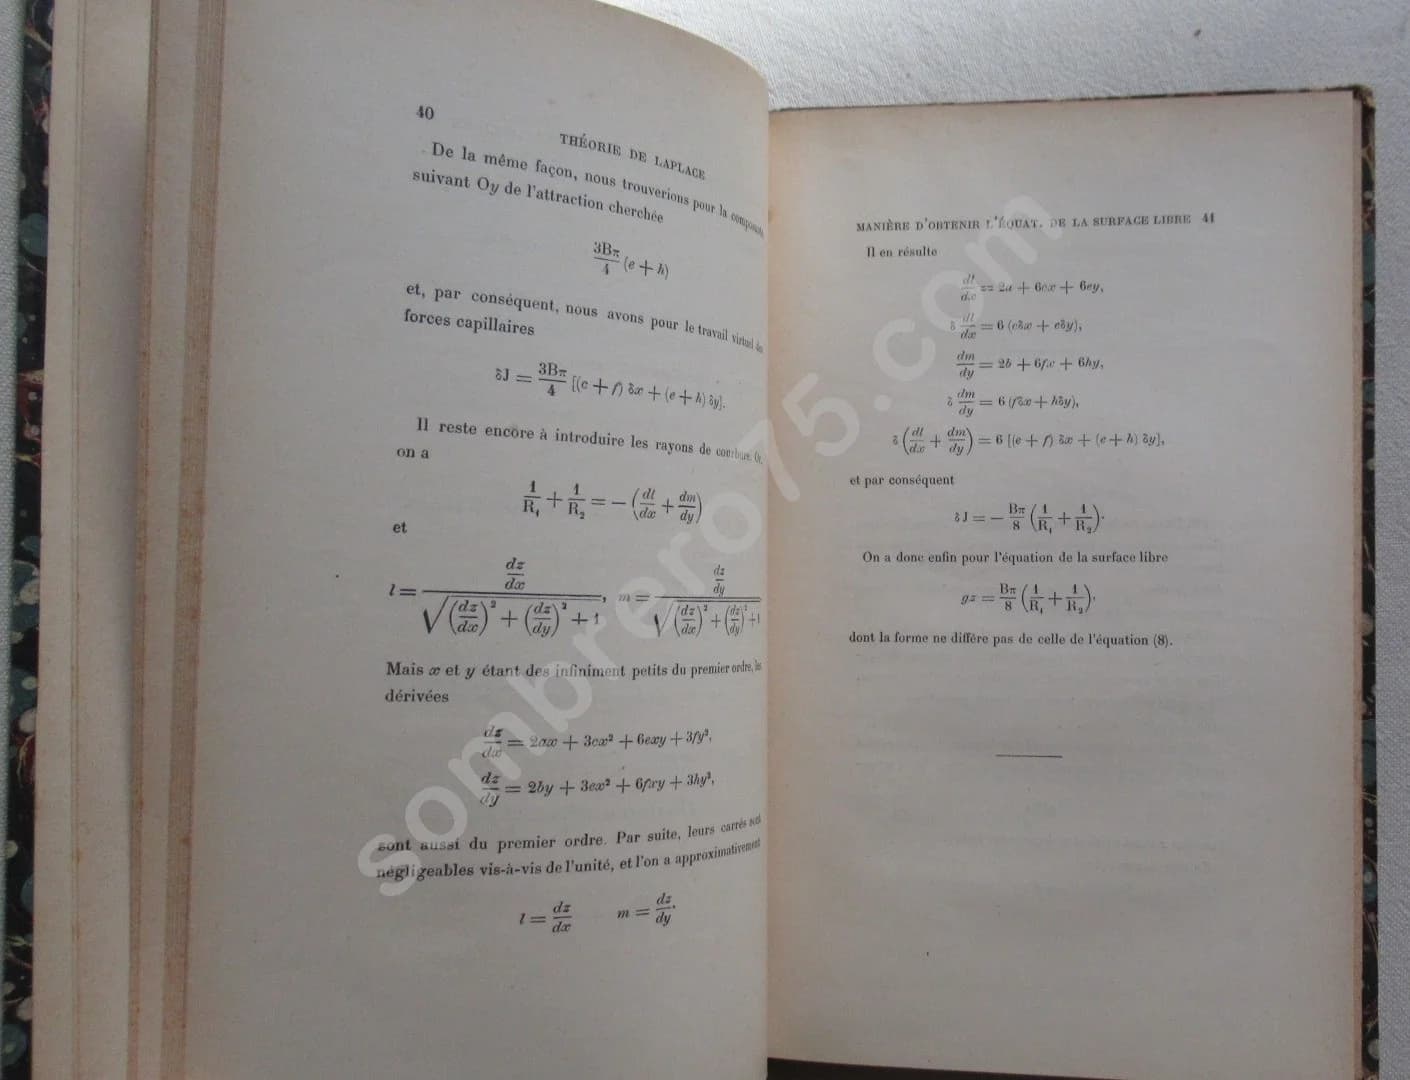 40
THÉORIE DE LAPLACE
De la même façon, nous trouverions pour la composante
suivant Oy de l'attraction cherchée
3Bπ/4 (e + h)
et, par conséquent, nous avons pour le travail virtuel des
forces capillaires
δJ = 3Bπ/4 [(c + f) δx + (e + h) δy].
Il reste encore à introduire les rayons de courbure. Or,
on a
1/R₁ + 1/R₂ = − (dl/dx + dm/dy)
et
l = (dz/dx) / √((dz/dx)² + (dz/dy)² + 1), m = (dz/dy) / √((dz/dx)² + (dz/dy)² + 1)
Mais x et y étant des infiniment petits du premier ordre, les
dérivées
dz/dx = 2ax + 3cx² + 6exy + 3fy²,
dz/dy = 2by + 3ex² + 6fxy + 3hy²,
sont aussi du premier ordre. Par suite, leurs carrés sont
négligeables vis-à-vis de l'unité, et l'on a approximativement
l = dz/dx m = dz/dy.
MANIÈRE D'OBTENIR L'ÉQUAT. DE LA SURFACE LIBRE 41
Il en résulte
dl/dx = 2a + 6cx + 6ey,
δ dl/dx = 6 (cδx + eδy),
dm/dy = 2b + 6fx + 6hy,
δ dm/dy = 6 (fδx + hδy),
δ (dl/dx + dm/dy) = 6 [(e + f) δx + (e + h) δy],
et par conséquent
δJ = − Bπ/8 (1/R₁ + 1/R₂).
On a donc enfin pour l'équation de la surface libre
gz = Bπ/8 (1/R₁ + 1/R₂).
dont la forme ne diffère pas de celle de l'équation (8).
sombrero75.com